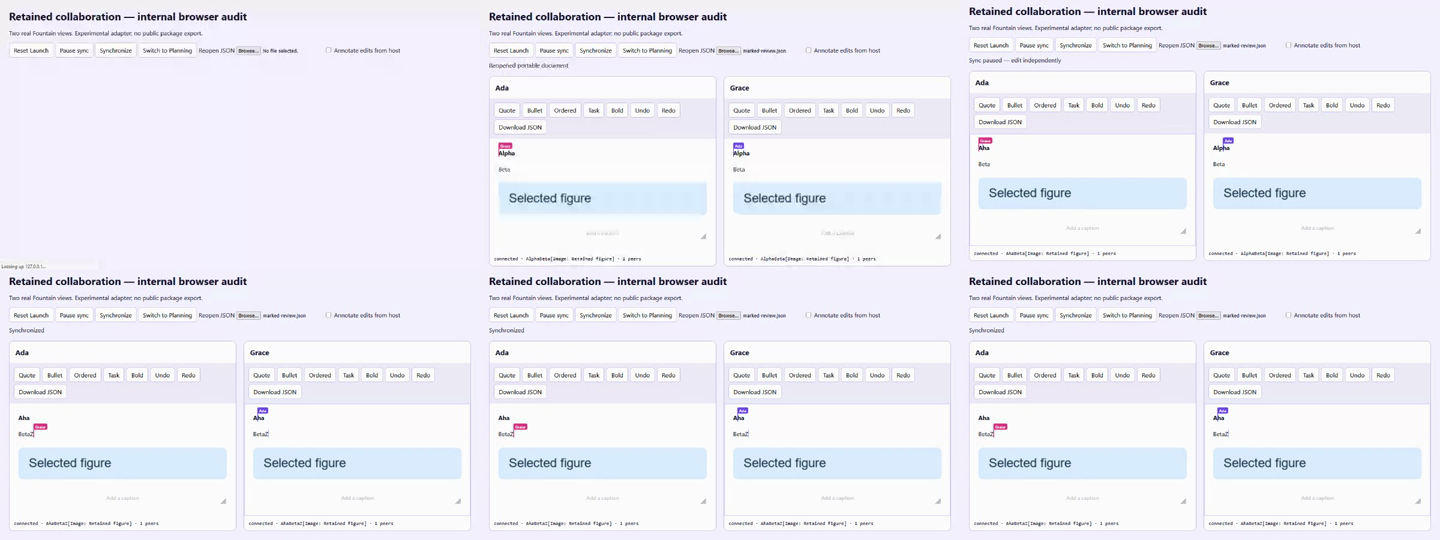 Retained collaboration — internal browser audit
Two real Fountain views. Experimental adapter; no public package export.
Reset Launch Pause sync Synchronize Switch to Planning Reopen JSON Browse... No file selected. Annotate edits from host
Retained collaboration — internal browser audit
Two real Fountain views. Experimental adapter; no public package export.
Reset Launch Pause sync Synchronize Switch to Planning Reopen JSON Browse... marked-review.json Annotate edits from host
Reopened portable document
Ada Grace
Quote Bullet Ordered Task Bold Undo Redo Quote Bullet Ordered Task Bold Undo Redo
Download JSON Download JSON
Grace Ada
Alpha Alpha
Beta Beta
Selected figure Selected figure
Add a caption
connected · AlphaBeta[Image: Retained figure] · 1 peers connected · AlphaBeta[Image: Retained figure] · 1 peers
Retained collaboration — internal browser audit
Two real Fountain views. Experimental adapter; no public package export.
Reset Launch Pause sync Synchronize Switch to Planning Reopen JSON Browse... marked-review.json Annotate edits from host
Sync paused — edit independently
Ada Grace
Quote Bullet Ordered Task Bold Undo Redo Quote Bullet Ordered Task Bold Undo Redo
Download JSON Download JSON
Grace Ada
Aha Alpha
Beta Beta
Selected figure Selected figure
Add a caption Add a caption
connected · AhaBeta[Image: Retained figure] · 1 peers connected · AlphaBeta[Image: Retained figure] · 1 peers
Retained collaboration — internal browser audit
Two real Fountain views. Experimental adapter; no public package export.
Reset Launch Pause sync Synchronize Switch to Planning Reopen JSON Browse... marked-review.json Annotate edits from host
Synchronized
Ada Grace
Quote Bullet Ordered Task Bold Undo Redo Quote Bullet Ordered Task Bold Undo Redo
Download JSON Download JSON
Ada
Aha Aha
Grace
BetaZ BetaZ
Selected figure Selected figure
Add a caption Add a caption
connected · AhaBetaZ[Image: Retained figure] · 1 peers connected · AhaBetaZ[Image: Retained figure] · 1 peers
Retained collaboration — internal browser audit
Two real Fountain views. Experimental adapter; no public package export.
Reset Launch Pause sync Synchronize Switch to Planning Reopen JSON Browse... marked-review.json Annotate edits from host
Synchronized
Ada Grace
Quote Bullet Ordered Task Bold Undo Redo Quote Bullet Ordered Task Bold Undo Redo
Download JSON Download JSON
Ada
Aha Aha
Grace
BetaZ BetaZ
Selected figure Selected figure
Add a caption Add a caption
connected · AhaBetaZ[Image: Retained figure] · 1 peers connected · AhaBetaZ[Image: Retained figure] · 1 peers
Retained collaboration — internal browser audit
Two real Fountain views. Experimental adapter; no public package export.
Reset Launch Pause sync Synchronize Switch to Planning Reopen JSON Browse... marked-review.json Annotate edits from host
Synchronized
Ada Grace
Quote Bullet Ordered Task Bold Undo Redo Quote Bullet Ordered Task Bold Undo Redo
Download JSON Download JSON
Ada
Aha Aha
Grace
BetaZ BetaZ
Selected figure Selected figure
Add a caption Add a caption
connected · AhaBetaZ[Image: Retained figure] · 1 peers connected · AhaBetaZ[Image: Retained figure] · 1 peers